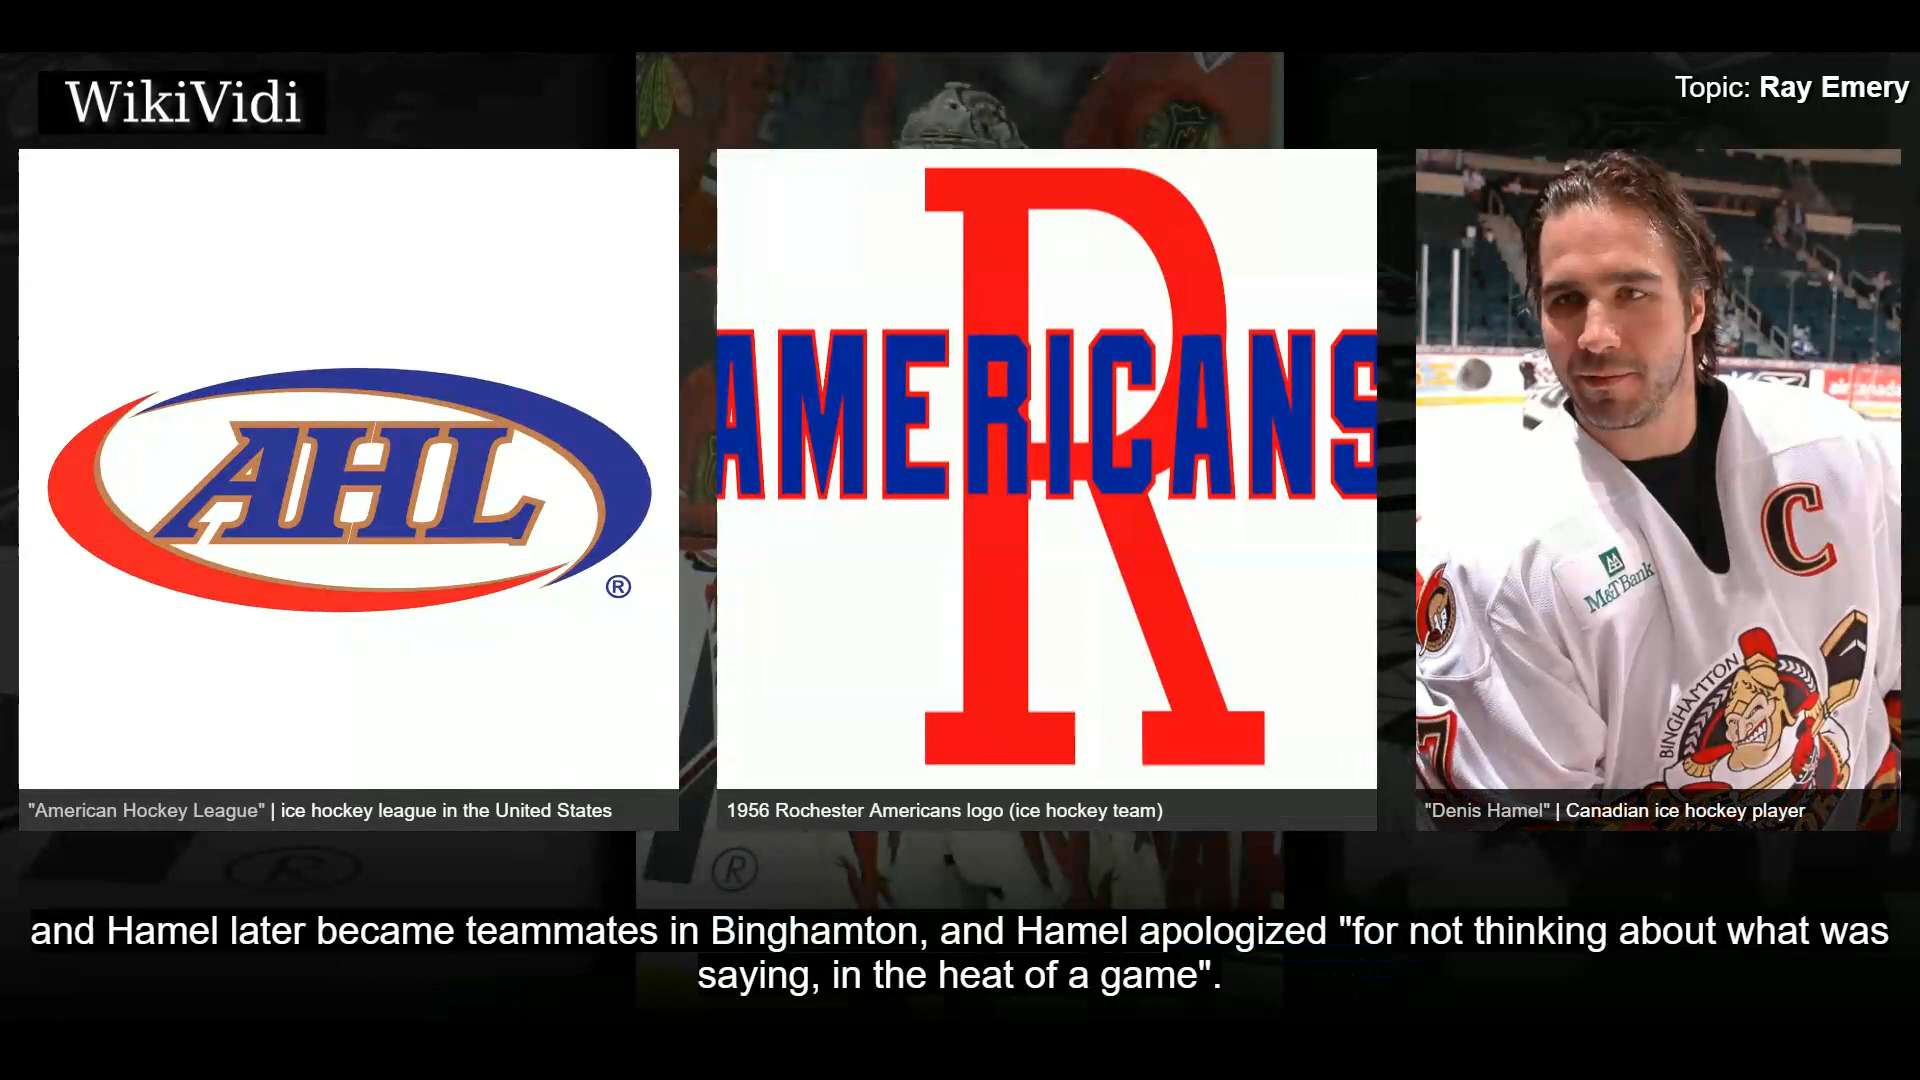 WikiVidi
Topic: Ray Emery
AHL
®
AMERICANS
R
C
M&T Bank
BINGHAMTON
7
"American Hockey League" | ice hockey league in the United States
1956 Rochester Americans logo (ice hockey team)
"Denis Hamel" | Canadian ice hockey player
®
and Hamel later became teammates in Binghamton, and Hamel apologized "for not thinking about what was
saying, in the heat of a game".